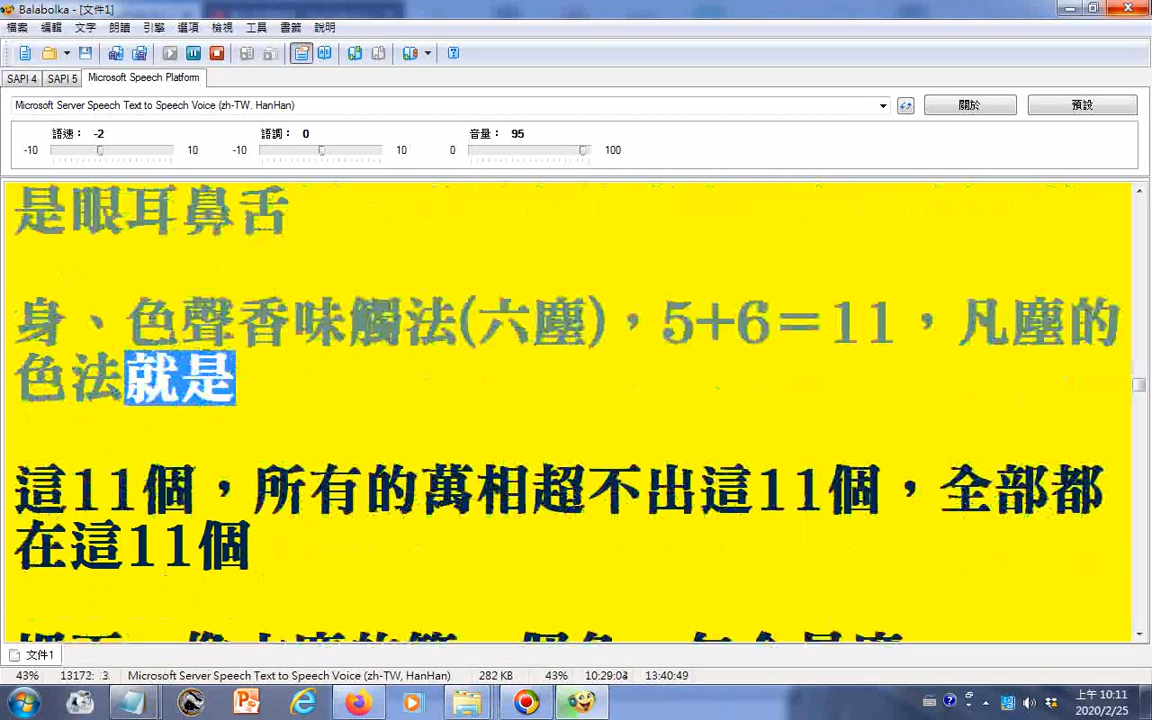 Balabolka - [文件1]
檔案 編輯 文字 朗讀 引擎 選項 檢視 工具 書籤 說明
SAPI 4 SAPI 5 Microsoft Speech Platform
Microsoft Server Speech Text to Speech Voice (zh-TW, HanHan) 關於 預設
語速： -2 語調： 0 音量： 95
-10 10 -10 10 0 100
是眼耳鼻舌
身、色聲香味觸法(六塵)，5+6＝11，凡塵的
色法就是
這11個，所有的萬相超不出這11個，全部都
在這11個
文件1
43% 13172: 3 Microsoft Server Speech Text to Speech Voice (zh-TW, HanHan) 282 KB 43% 10:29:03 13:40:49
上午 10:11
2020/2/25